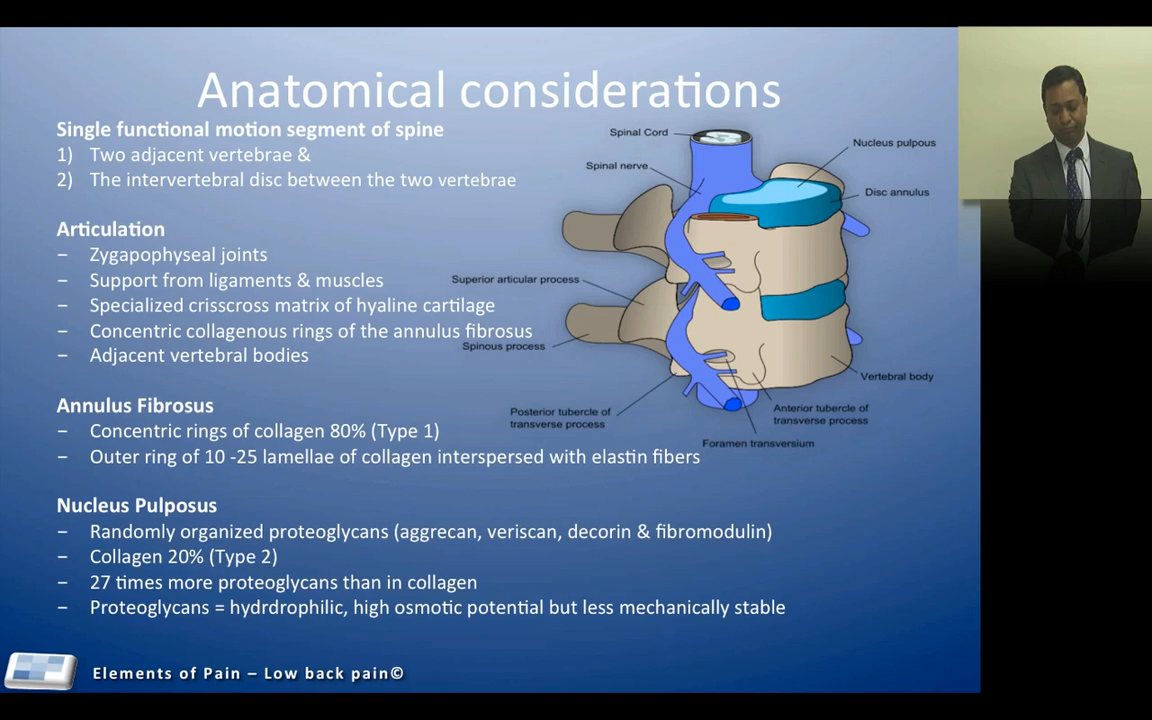 Anatomical considerations
Single functional motion segment of spine
1) Two adjacent vertebrae &
2) The intervertebral disc between the two vertebrae
Articulation
– Zygapophyseal joints
– Support from ligaments & muscles
– Specialized crisscross matrix of hyaline cartilage
– Concentric collagenous rings of the annulus fibrosus
– Adjacent vertebral bodies
Annulus Fibrosus
– Concentric rings of collagen 80% (Type 1)
– Outer ring of 10 -25 lamellae of collagen interspersed with elastin fibers
Nucleus Pulposus
– Randomly organized proteoglycans (aggrecan, veriscan, decorin & fibromodulin)
– Collagen 20% (Type 2)
– 27 times more proteoglycans than in collagen
– Proteoglycans = hydrdrophilic, high osmotic potential but less mechanically stable
Spinal Cord
Nucleus pulpous
Spinal nerve
Disc annulus
Superior articular process
Spinous process
Vertebral body
Posterior tubercle of
transverse process
Anterior tubercle of
transverse process
Foramen transversium
Elements of Pain – Low back pain©